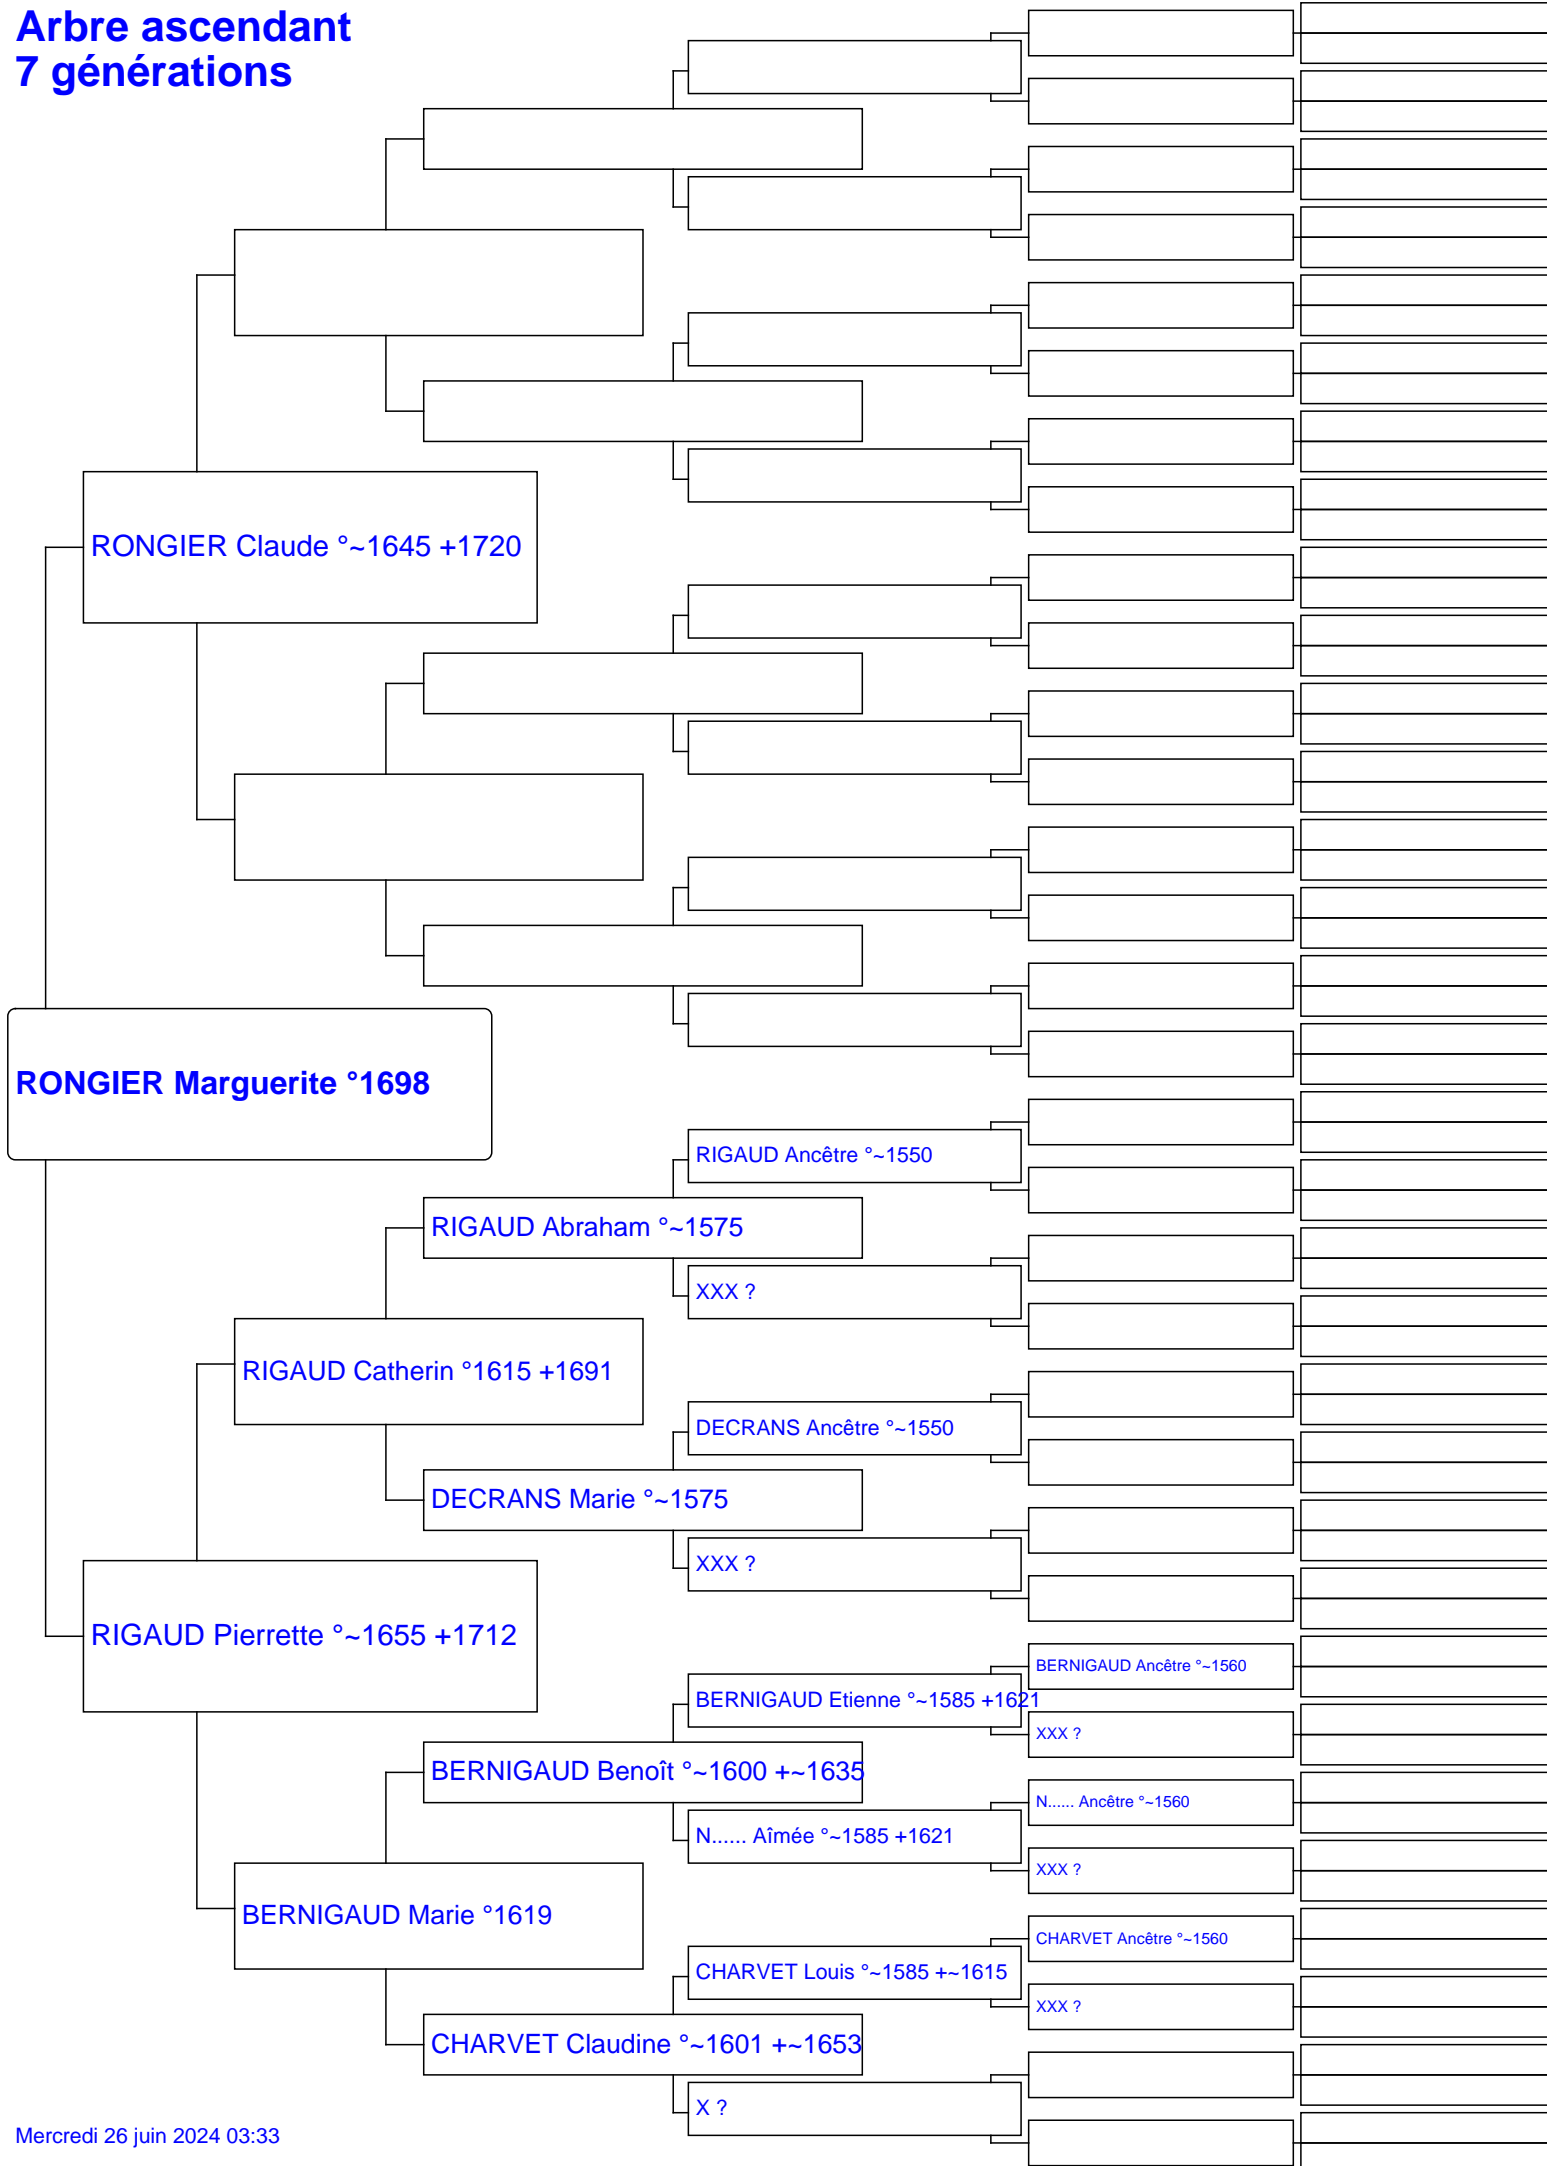 Arbre ascendant
7 générations
RONGIER Claude °~1645 +1720
RONGIER Marguerite °1698
RIGAUD Ancêtre °~1550
RIGAUD Abraham °~1575
XXX ?
RIGAUD Catherin °1615 +1691
DECRANS Ancêtre °~1550
DECRANS Marie °~1575
XXX ?
RIGAUD Pierrette °~1655 +1712
BERNIGAUD Ancêtre °~1560
BERNIGAUD Etienne °~1585 +1621
XXX ?
BERNIGAUD Benoît °~1600 +~1635
N...... Ancêtre °~1560
N...... Aîmée °~1585 +1621
XXX ?
BERNIGAUD Marie °1619
CHARVET Ancêtre °~1560
CHARVET Louis °~1585 +~1615
XXX ?
CHARVET Claudine °~1601 +~1653
X ?
Mercredi 26 juin 2024 03:33